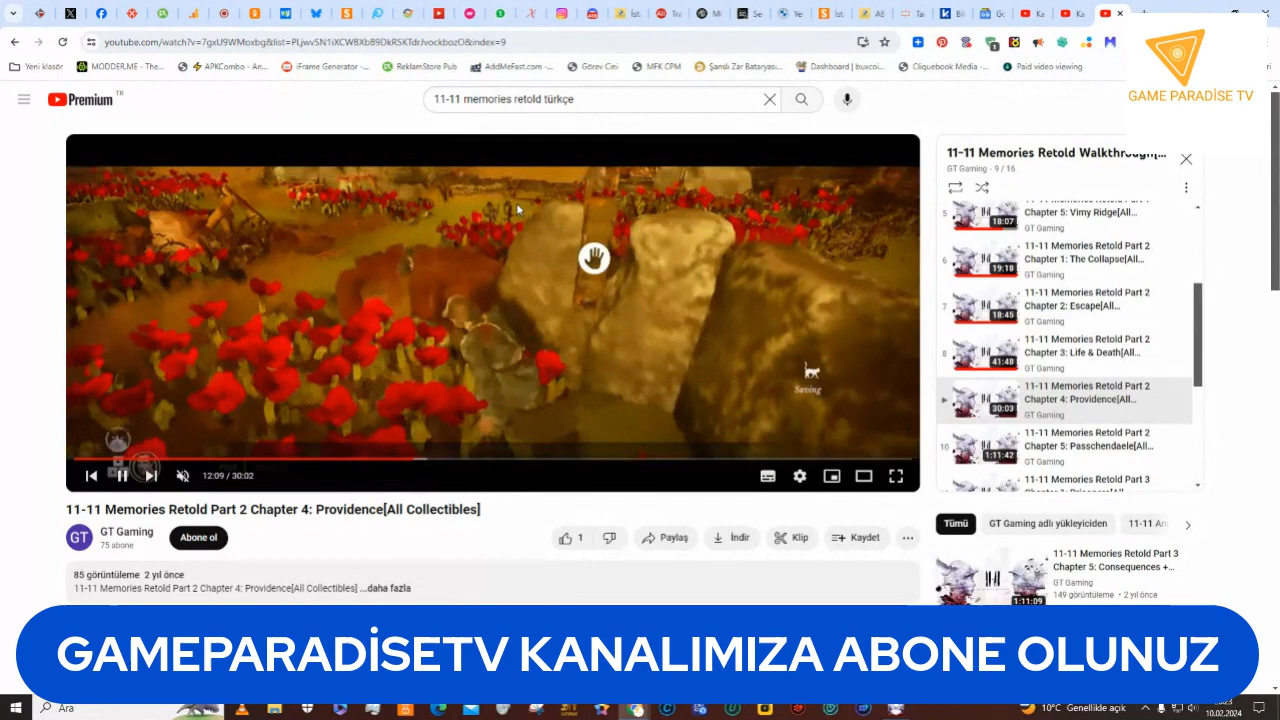 youtube.com/watch?v=7gxU9WMoxbg&list=PLjwvSN1iXCWBXb89DkRSKTdrJvockbozO&index=9
Yeni klasör
MODDER.ME - The...
APKCombo - An...
iFrame Generator -...
ReklamStore Pub
AddMeFast.com -...
Görev Cini
MFK CPM
Şanslı Zar Bataryası...
Dashboard | buxcoi...
Cliquebook Media -...
Paid video viewing
GAME PARADİSE TV
Premium TR
11-11 memories retold türkçe
11-11 Memories Retold Walkthrough[...
GT Gaming - 9 / 16
5
Chapter 5: Vimy Ridge[All...
18:07
GT Gaming
6
11-11 Memories Retold Part 2
Chapter 1: The Collapse[All...
19:18
GT Gaming
7
11-11 Memories Retold Part 2
Chapter 2: Escape[All...
18:45
GT Gaming
8
11-11 Memories Retold Part 2
Chapter 3: Life & Death[All...
41:48
GT Gaming
11-11 Memories Retold Part 2
Chapter 4: Providence[All...
30:03
GT Gaming
10
11-11 Memories Retold Part 2
Chapter 5: Passchendaele[All...
1:11:42
GT Gaming
11-11 Memories Retold Part 3
Saving
12:09 / 30:02
11-11 Memories Retold Part 2 Chapter 4: Providence[All Collectibles]
GT
GT Gaming
75 abone
Abone ol
1
Paylaş
İndir
Klip
Kaydet
Tümü
GT Gaming adlı yükleyiciden
85 görüntüleme 2 yıl önce
11-11 Memories Retold Part 2 Chapter 4: Providence[All Collectibles] ...daha fazla
11-11 Memories Retold Part 3
Chapter 5: Consequences +...
GT Gaming
149 görüntüleme • 2 yıl önce
1:11:09
GAMEPARADİSETV KANALIMIZA ABONE OLUNUZ
Ara
10°C Genellikle açık
10.02.2024